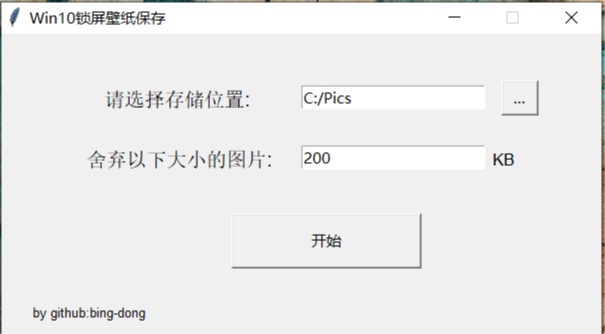 Win10锁屏壁纸保存
请选择存储位置: C:/Pics ...
舍弃以下大小的图片: 200 KB
开始
by github:bing-dong